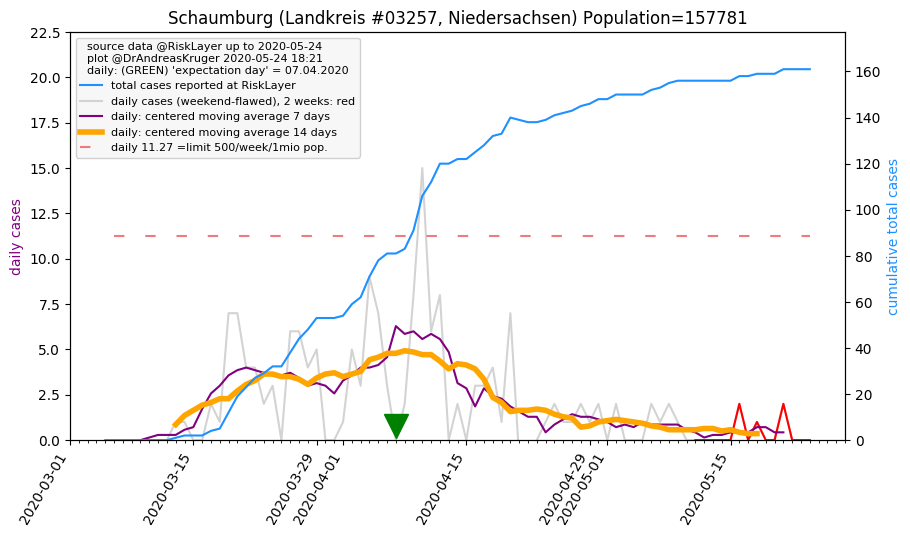 Schaumburg (Landkreis #03257, Niedersachsen) Population=157781
source data @RiskLayer up to 2020-05-24
plot @DrAndreasKruger 2020-05-24 18:21
daily: (GREEN) 'expectation day' = 07.04.2020
total cases reported at RiskLayer
daily cases (weekend-flawed), 2 weeks: red
daily: centered moving average 7 days
daily: centered moving average 14 days
daily 11.27 =limit 500/week/1mio pop.
daily cases
22.5
20.0
17.5
15.0
12.5
10.0
7.5
5.0
2.5
0.0
160
140
120
100
80
60
40
20
0
cumulative total cases
2020-03-01
2020-03-15
2020-03-29
2020-04-01
2020-04-15
2020-04-29
2020-05-01
2020-05-15